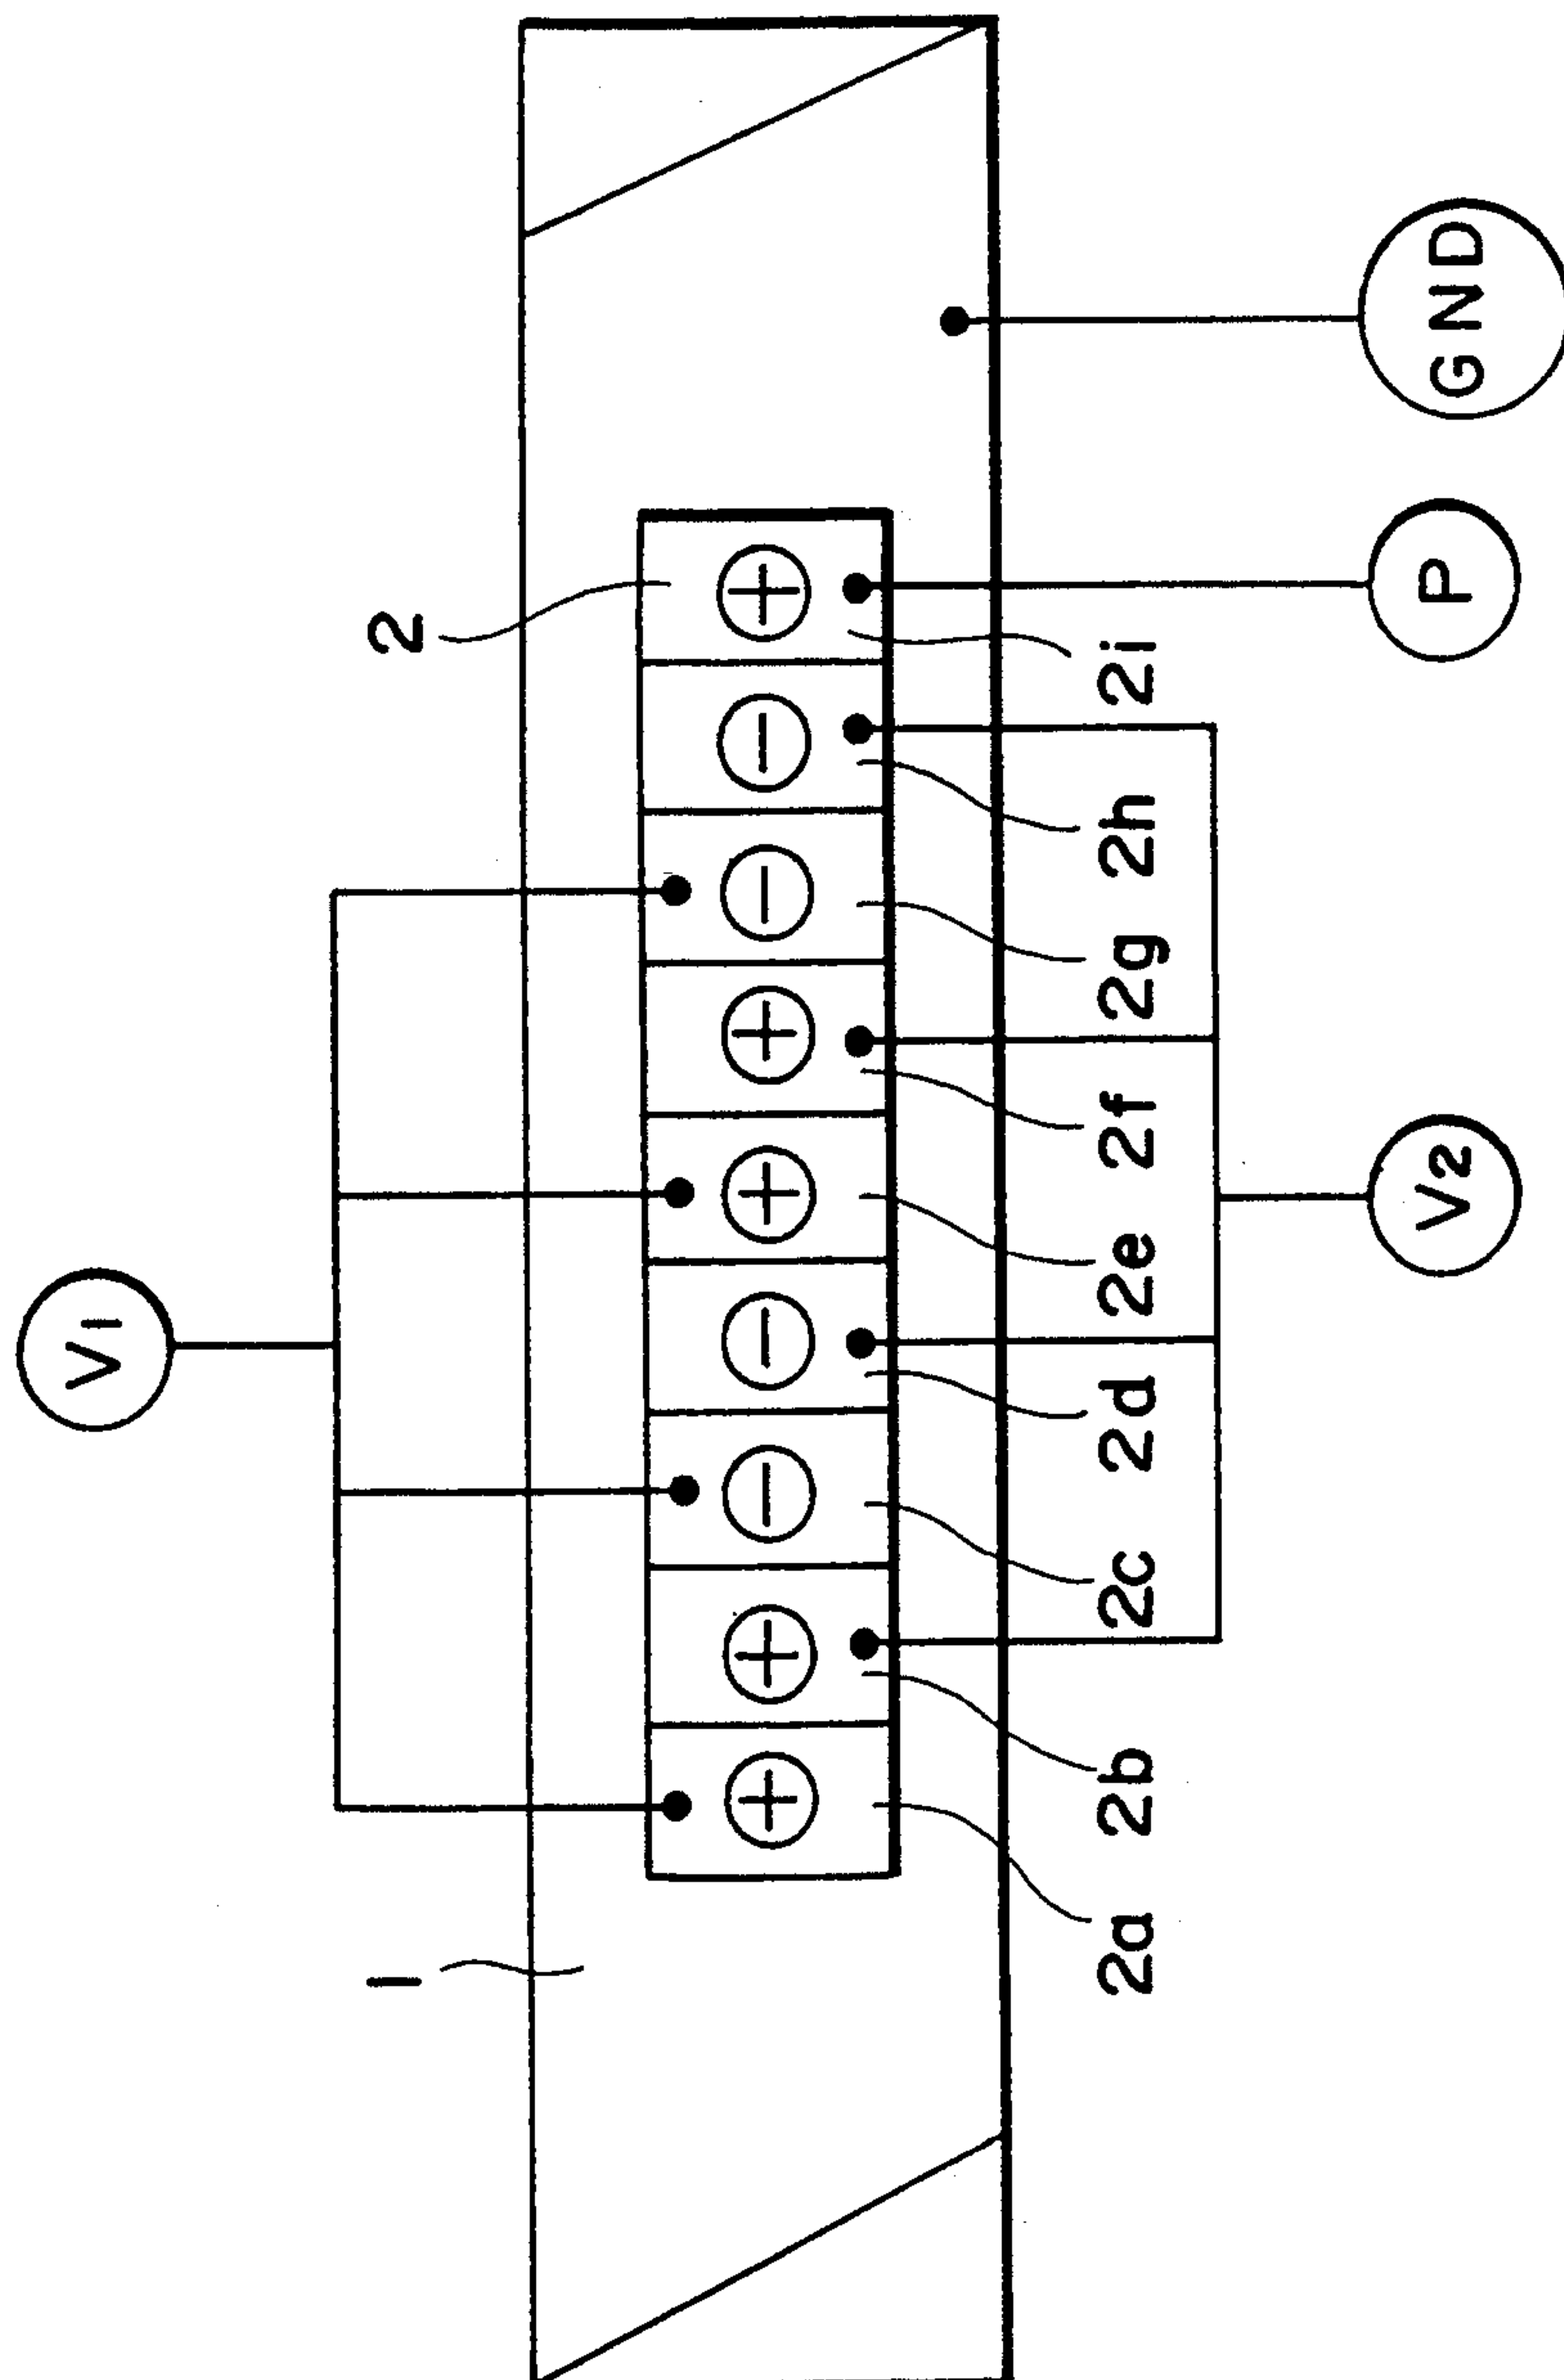 V1
1
2
+
+
-
-
+
+
-
-
+
2a
2b
2c
2d
2e
2f
2g
2h
2i
V2
P
GND